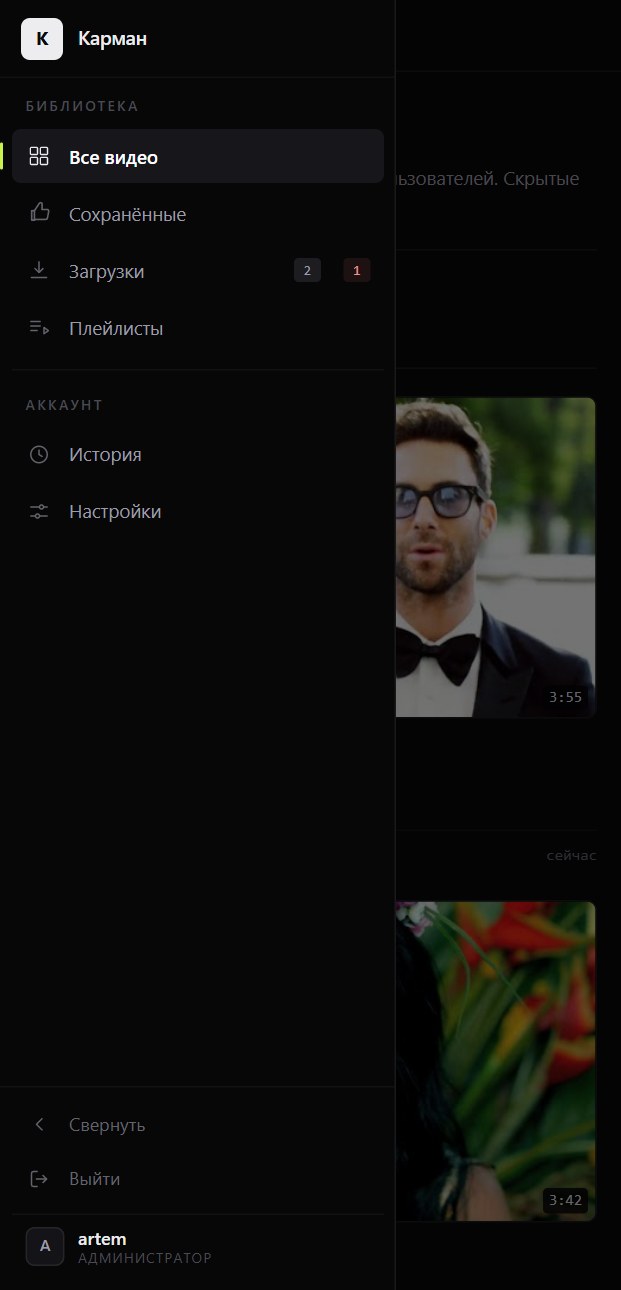 К Карман
БИБЛИОТЕКА
Все видео
Сохранённые
Загрузки 2 1
Плейлисты
АККАУНТ
История
Настройки
Свернуть
Выйти
A artem
АДМИНИСТРАТОР
Скрытые
3:55
сейчас
3:42